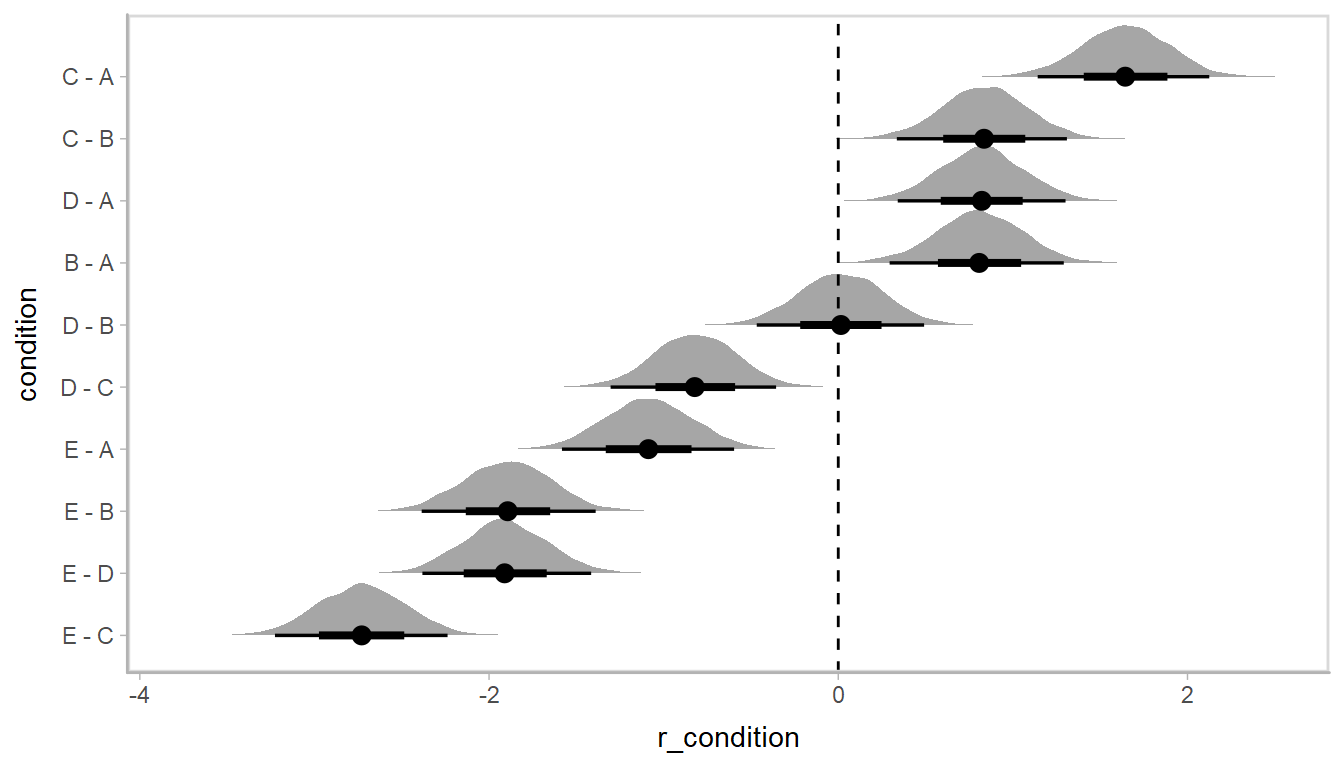 C - A
C - B
D - A
B - A
D - B
D - C
E - A
E - B
E - D
E - C
condition
-4 -2 0 2
r_condition